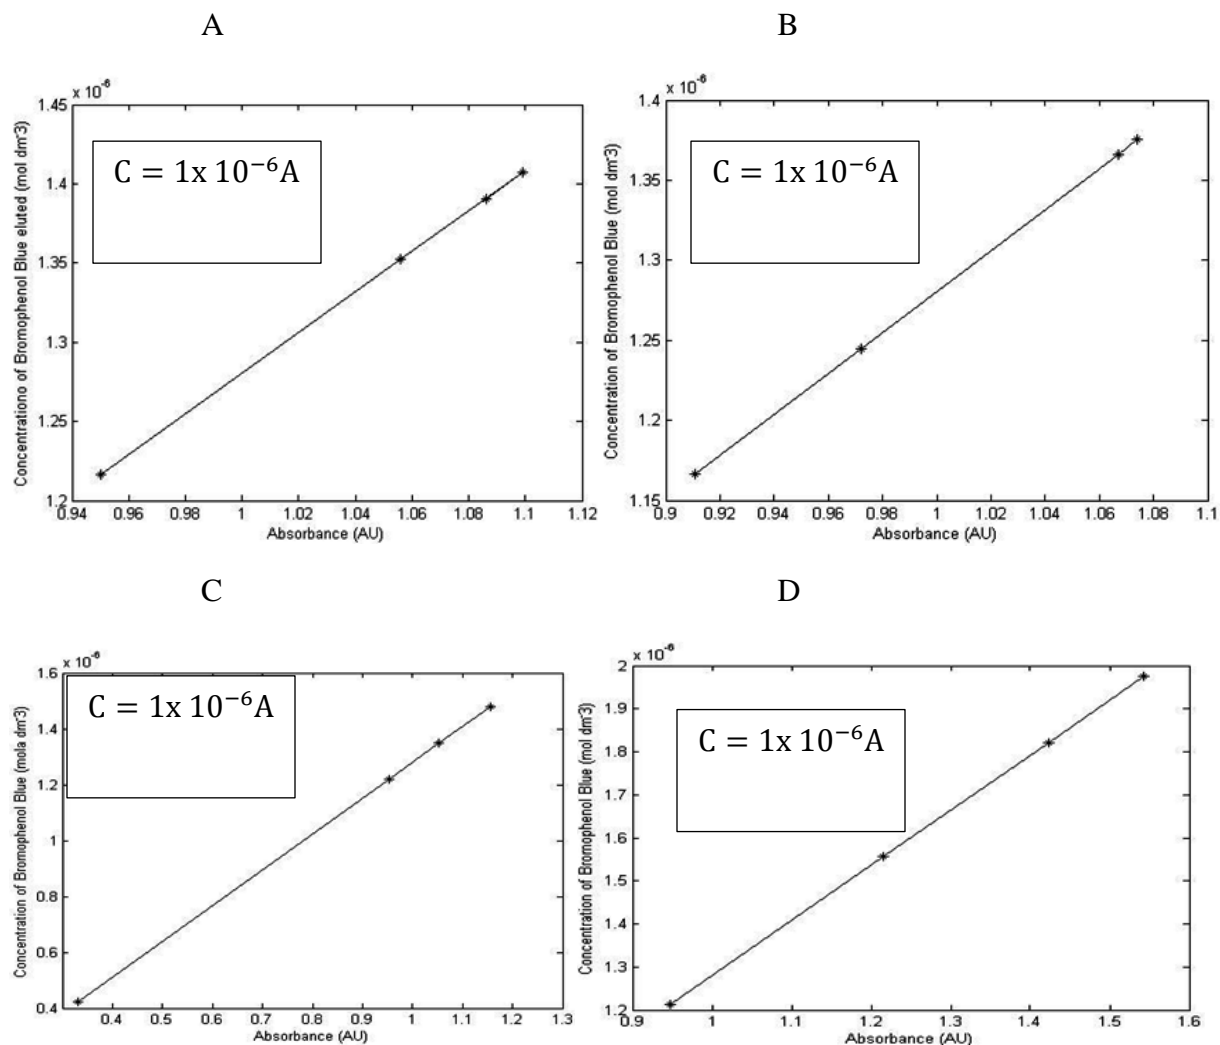 A
B
x 10⁻⁶
1.45
1.4
1.35
1.3
1.25
1.2
Concentrationo of Bromophenol Blue eluted (mol dm⁻3)
C = 1x 10⁻⁶A
0.94 0.96 0.98 1 1.02 1.04 1.06 1.08 1.1 1.12
Absorbance (AU)
x 10⁻⁶
1.4
1.35
1.3
1.25
1.2
1.15
Concentration of Bromophenol Blue (mol dm⁻3)
C = 1x 10⁻⁶A
0.9 0.92 0.94 0.96 0.98 1 1.02 1.04 1.06 1.08 1.1
Absorbance (AU)
C
D
x 10⁻⁶
1.6
1.4
1.2
1
0.8
0.6
0.4
Concentration of Bromophenol Blue (mola dm⁻3)
C = 1x 10⁻⁶A
0.4 0.5 0.6 0.7 0.8 0.9 1 1.1 1.2 1.3
Absorbance (AU)
x 10⁻⁶
2
1.9
1.8
1.7
1.6
1.5
1.4
1.3
1.2
Concentration of Bromophenol Blue (mol dm⁻3)
C = 1x 10⁻⁶A
0.9 1 1.1 1.2 1.3 1.4 1.5 1.6
Absorbance (AU)